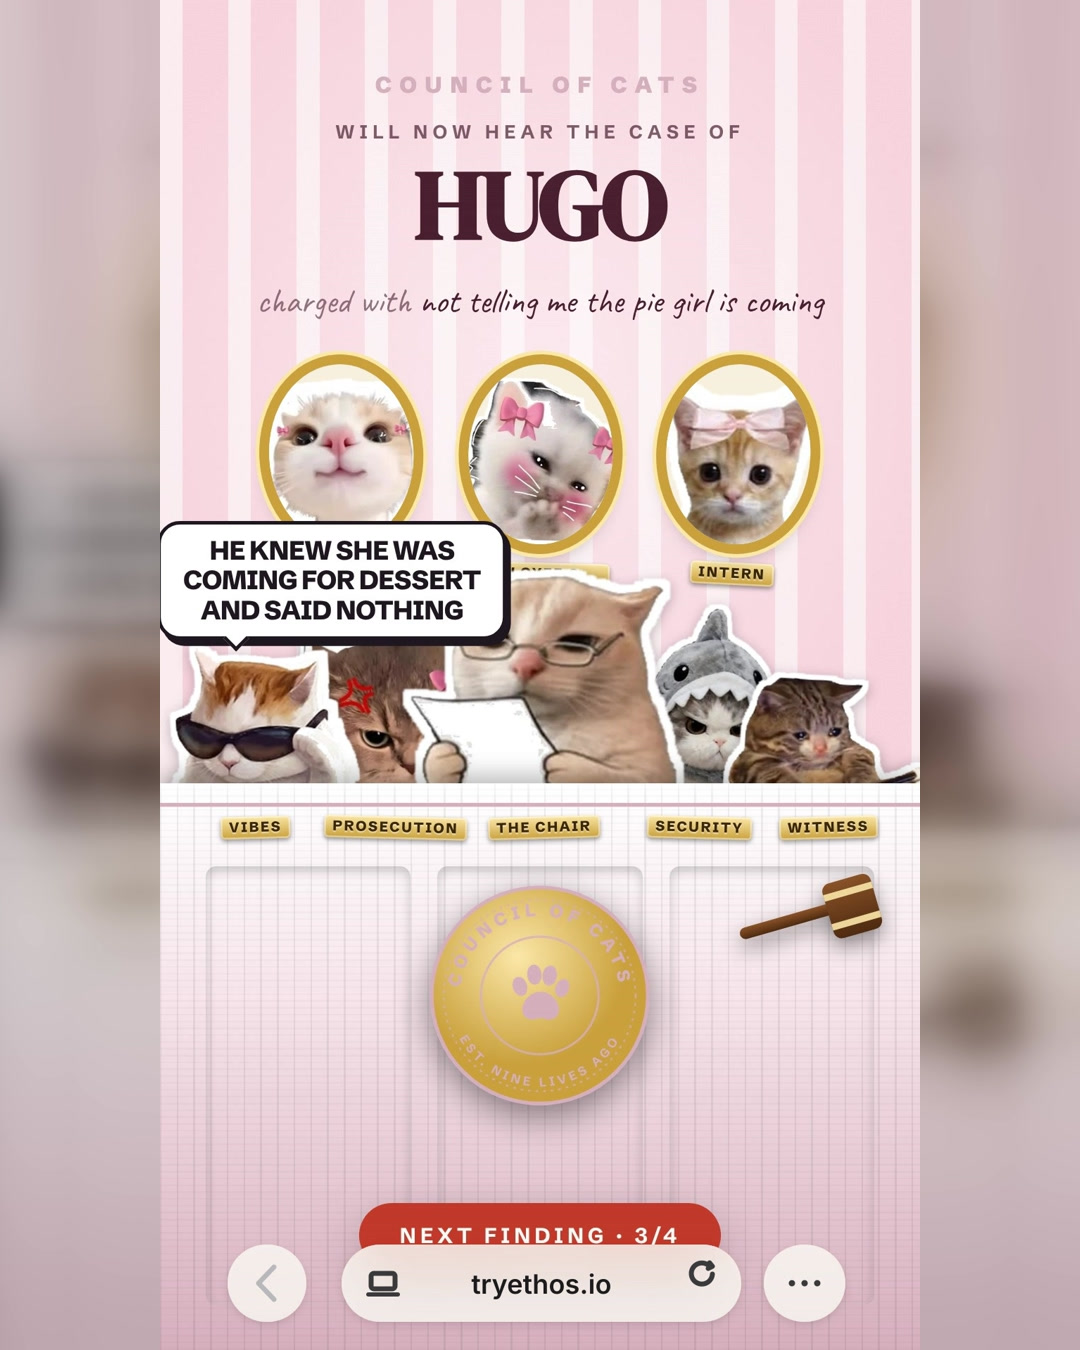 COUNCIL OF CATS
WILL NOW HEAR THE CASE OF
HUGO
charged with not telling me the pie girl is coming
HE KNEW SHE WAS
COMING FOR DESSERT
AND SAID NOTHING
INTERN
VIBES
PROSECUTION
THE CHAIR
SECURITY
WITNESS
COUNCIL OF CATS
EST. NINE LIVES AGO
NEXT FINDING · 3/4
tryethos.io